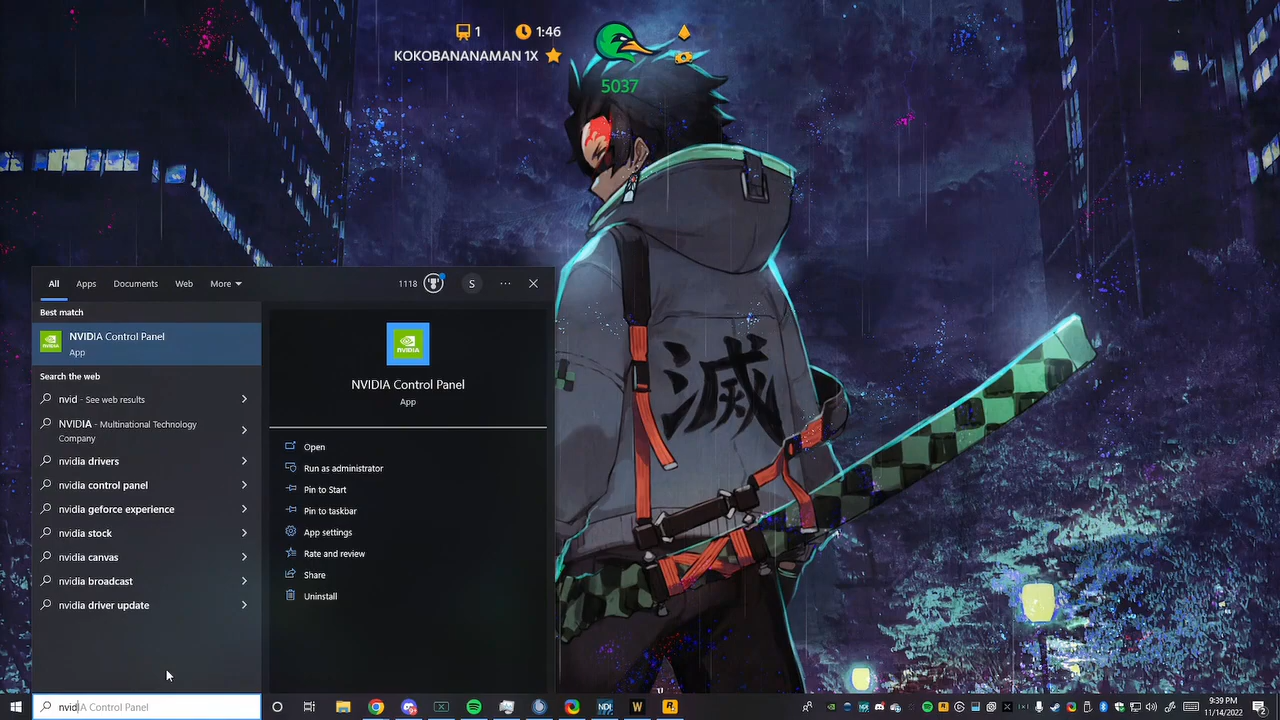 1
1:46
KOKOBANANAMAN 1X
5037
滅
All
Apps
Documents
Web
More
1118
S
Best match
NVIDIA Control Panel
App
Search the web
nvid - See web results
NVIDIA - Multinational Technology
Company
nvidia drivers
nvidia control panel
nvidia geforce experience
nvidia stock
nvidia canvas
nvidia broadcast
nvidia driver update
NVIDIA
NVIDIA Control Panel
App
Open
Run as administrator
Pin to Start
Pin to taskbar
App settings
Rate and review
Share
Uninstall
nvidIA Control Panel
NDI
W
R
9:39 PM
11/14/2022
2